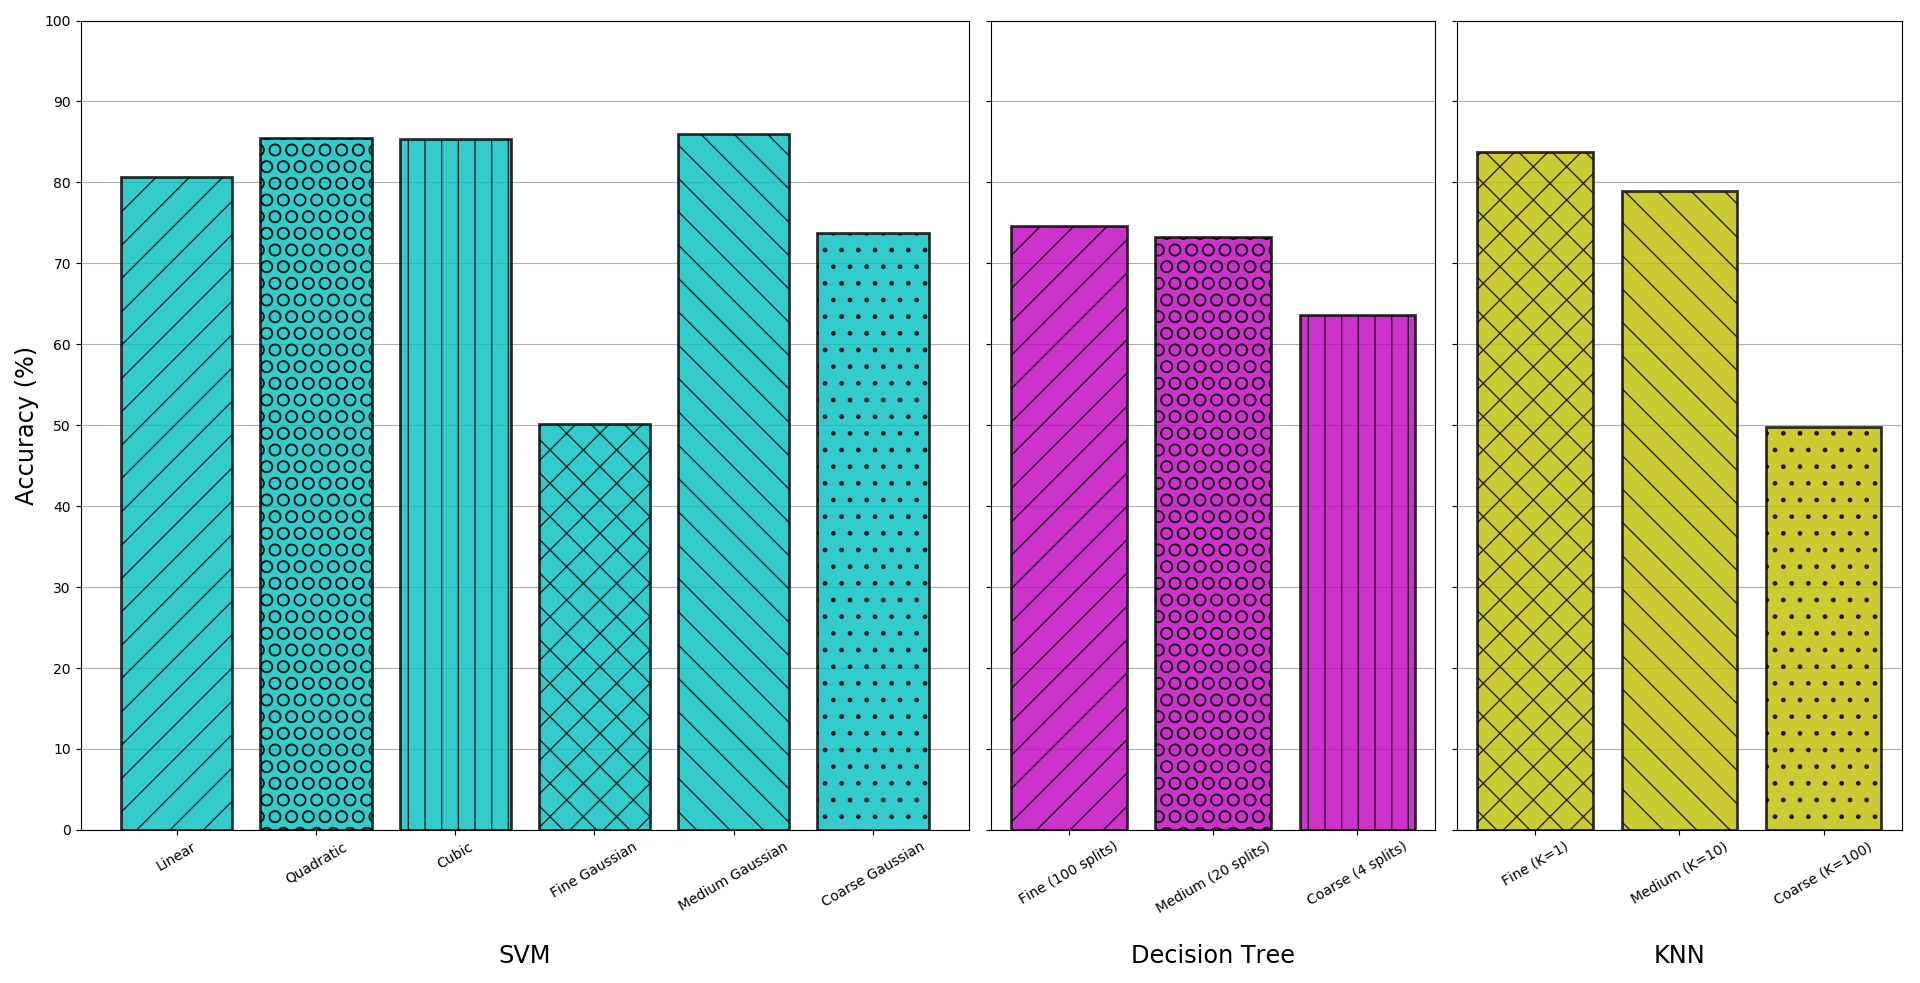 Accuracy (%)
100
90
80
70
60
50
40
30
20
10
0
Linear
Quadratic
Cubic
Fine Gaussian
Medium Gaussian
Coarse Gaussian
SVM
Fine (100 splits)
Medium (20 splits)
Coarse (4 splits)
Decision Tree
Fine (K=1)
Medium (K=10)
Coarse (K=100)
KNN